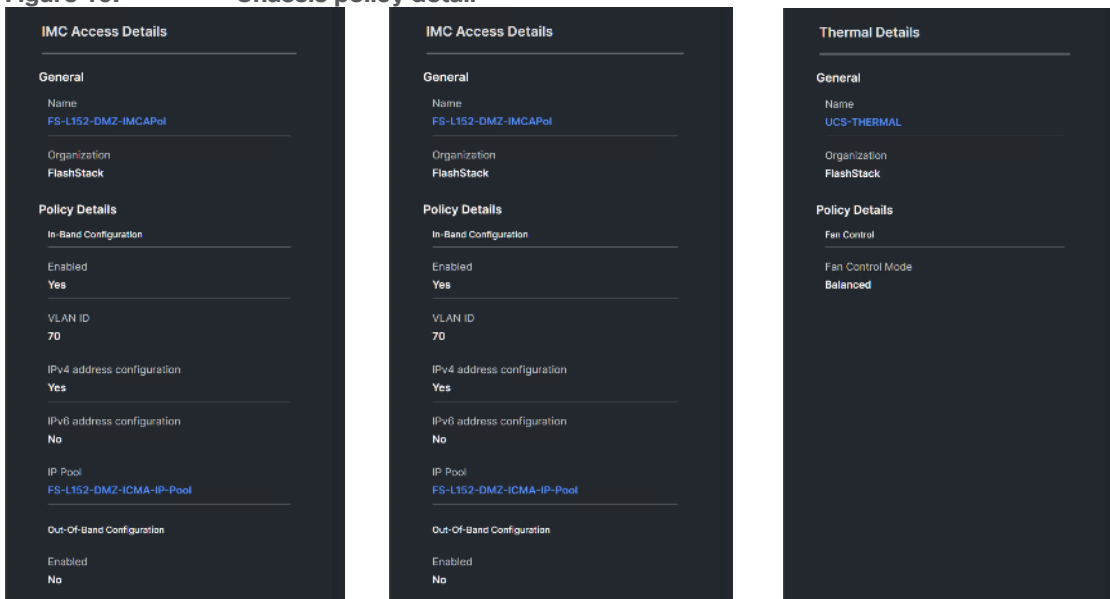 Chassis policy detail
IMC Access Details
General
Name
FS-L152-DMZ-IMCAPol
Organization
FlashStack
Policy Details
In-Band Configuration
Enabled
Yes
VLAN ID
70
IPv4 address configuration
Yes
IPv6 address configuration
No
IP Pool
FS-L152-DMZ-ICMA-IP-Pool
Out-Of-Band Configuration
Enabled
No
IMC Access Details
General
Name
FS-L152-DMZ-IMCAPol
Organization
FlashStack
Policy Details
In-Band Configuration
Enabled
Yes
VLAN ID
70
IPv4 address configuration
Yes
IPv6 address configuration
No
IP Pool
FS-L152-DMZ-ICMA-IP-Pool
Out-Of-Band Configuration
Enabled
No
Thermal Details
General
Name
UCS-THERMAL
Organization
FlashStack
Policy Details
Fan Control
Fan Control Mode
Balanced